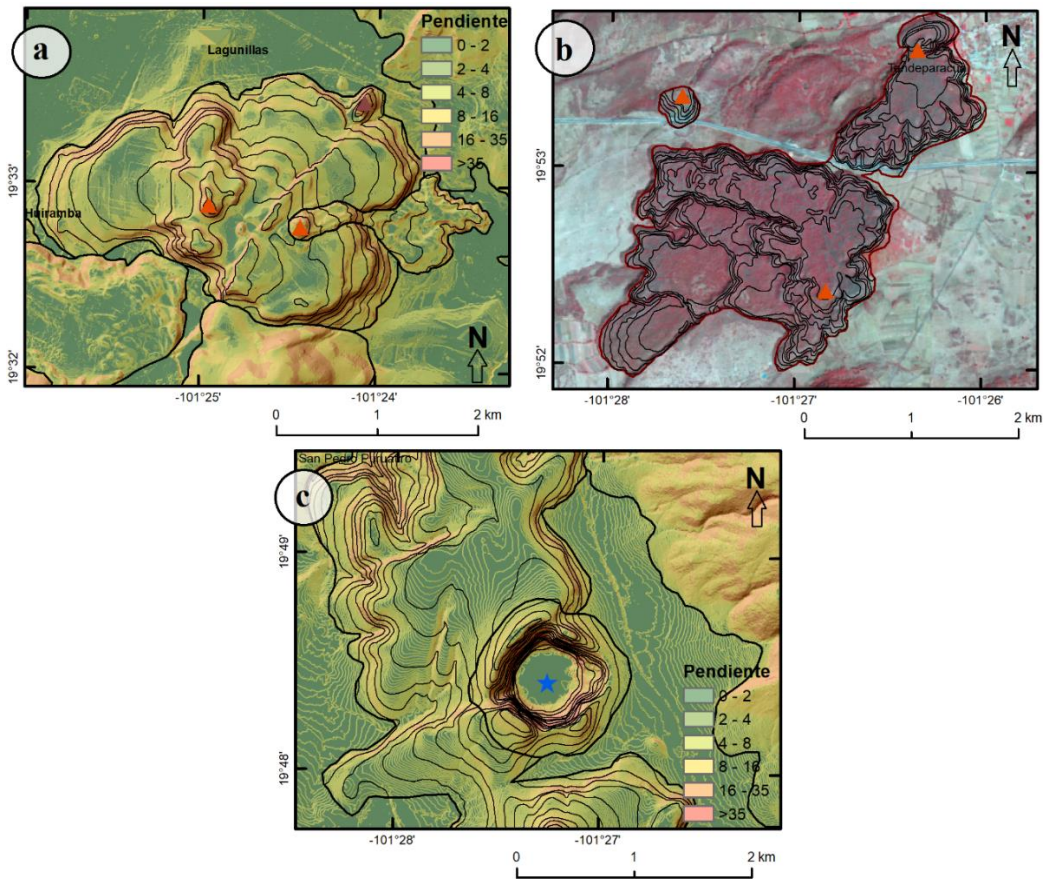 a
Lagunillas
Huiramba
Pendiente
0 - 2
2 - 4
4 - 8
8 - 16
16 - 35
>35
N
19°33'
19°32'
-101°25
-101°24'
0 1 2 km
b
N
19°53'
19°52'
-101°28'
-101°27'
-101°26'
0 1 2 km
c
San Pedro
N
19°49'
19°48'
Pendiente
0 - 2
2 - 4
4 - 8
8 - 16
16 - 35
>35
-101°28'
-101°27'
0 1 2 km